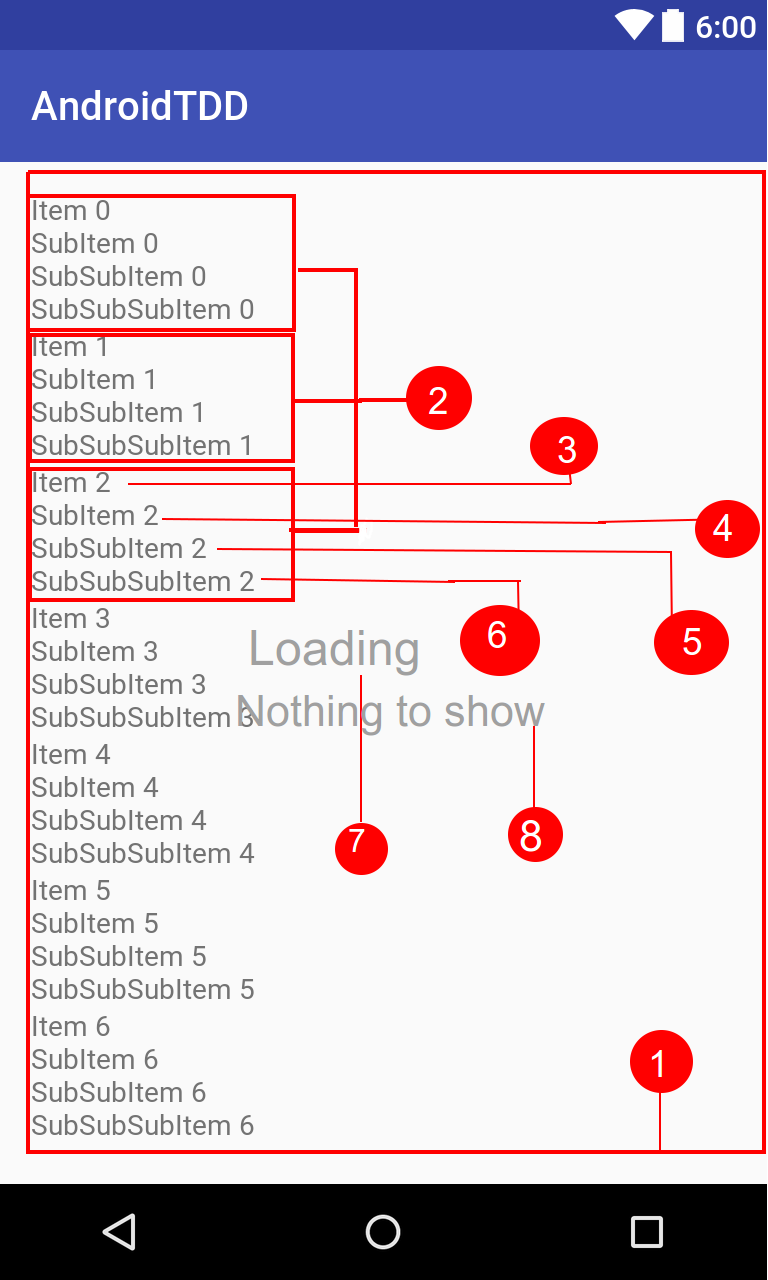 6:00
AndroidTDD
Item 0
SubItem 0
SubSubItem 0
SubSubSubItem 0
Item 1
SubItem 1
SubSubItem 1
2
SubSubSubItem 1
3
Item 2
SubItem 2
4
SubSubItem 2
SubSubSubItem 2
Item 3
6
5
SubItem 3
Loading
SubSubItem 3
SubSubSubItem 3
Nothing to show
Item 4
SubItem 4
SubSubItem 4
7
8
SubSubSubItem 4
Item 5
SubItem 5
SubSubItem 5
SubSubSubItem 5
Item 6
SubItem 6
1
SubSubItem 6
SubSubSubItem 6